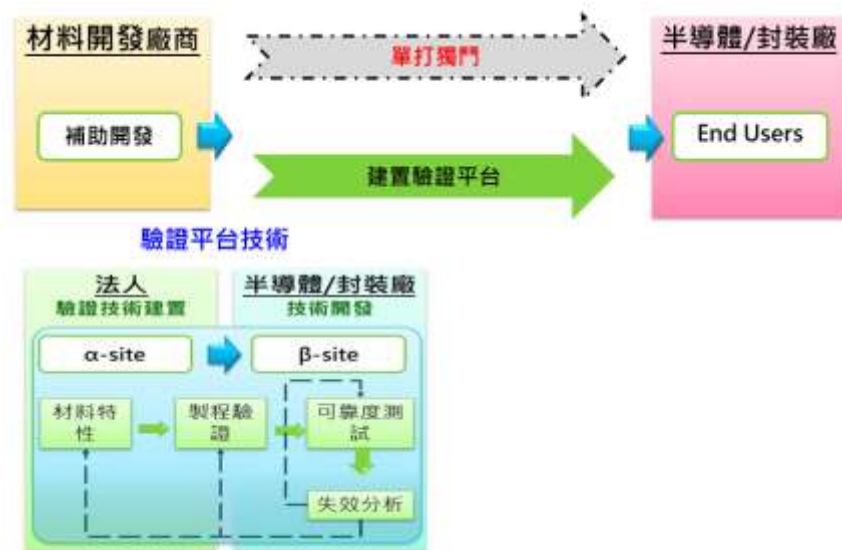 材料開發廠商
單打獨鬥
半導體/封裝廠
補助開發
End Users
建置驗證平台
驗證平台技術
法人
驗證技術建置
半導體/封裝廠
技術開發
α-site
β-site
材料特
性
製程驗
證
可靠度測
試
失效分析